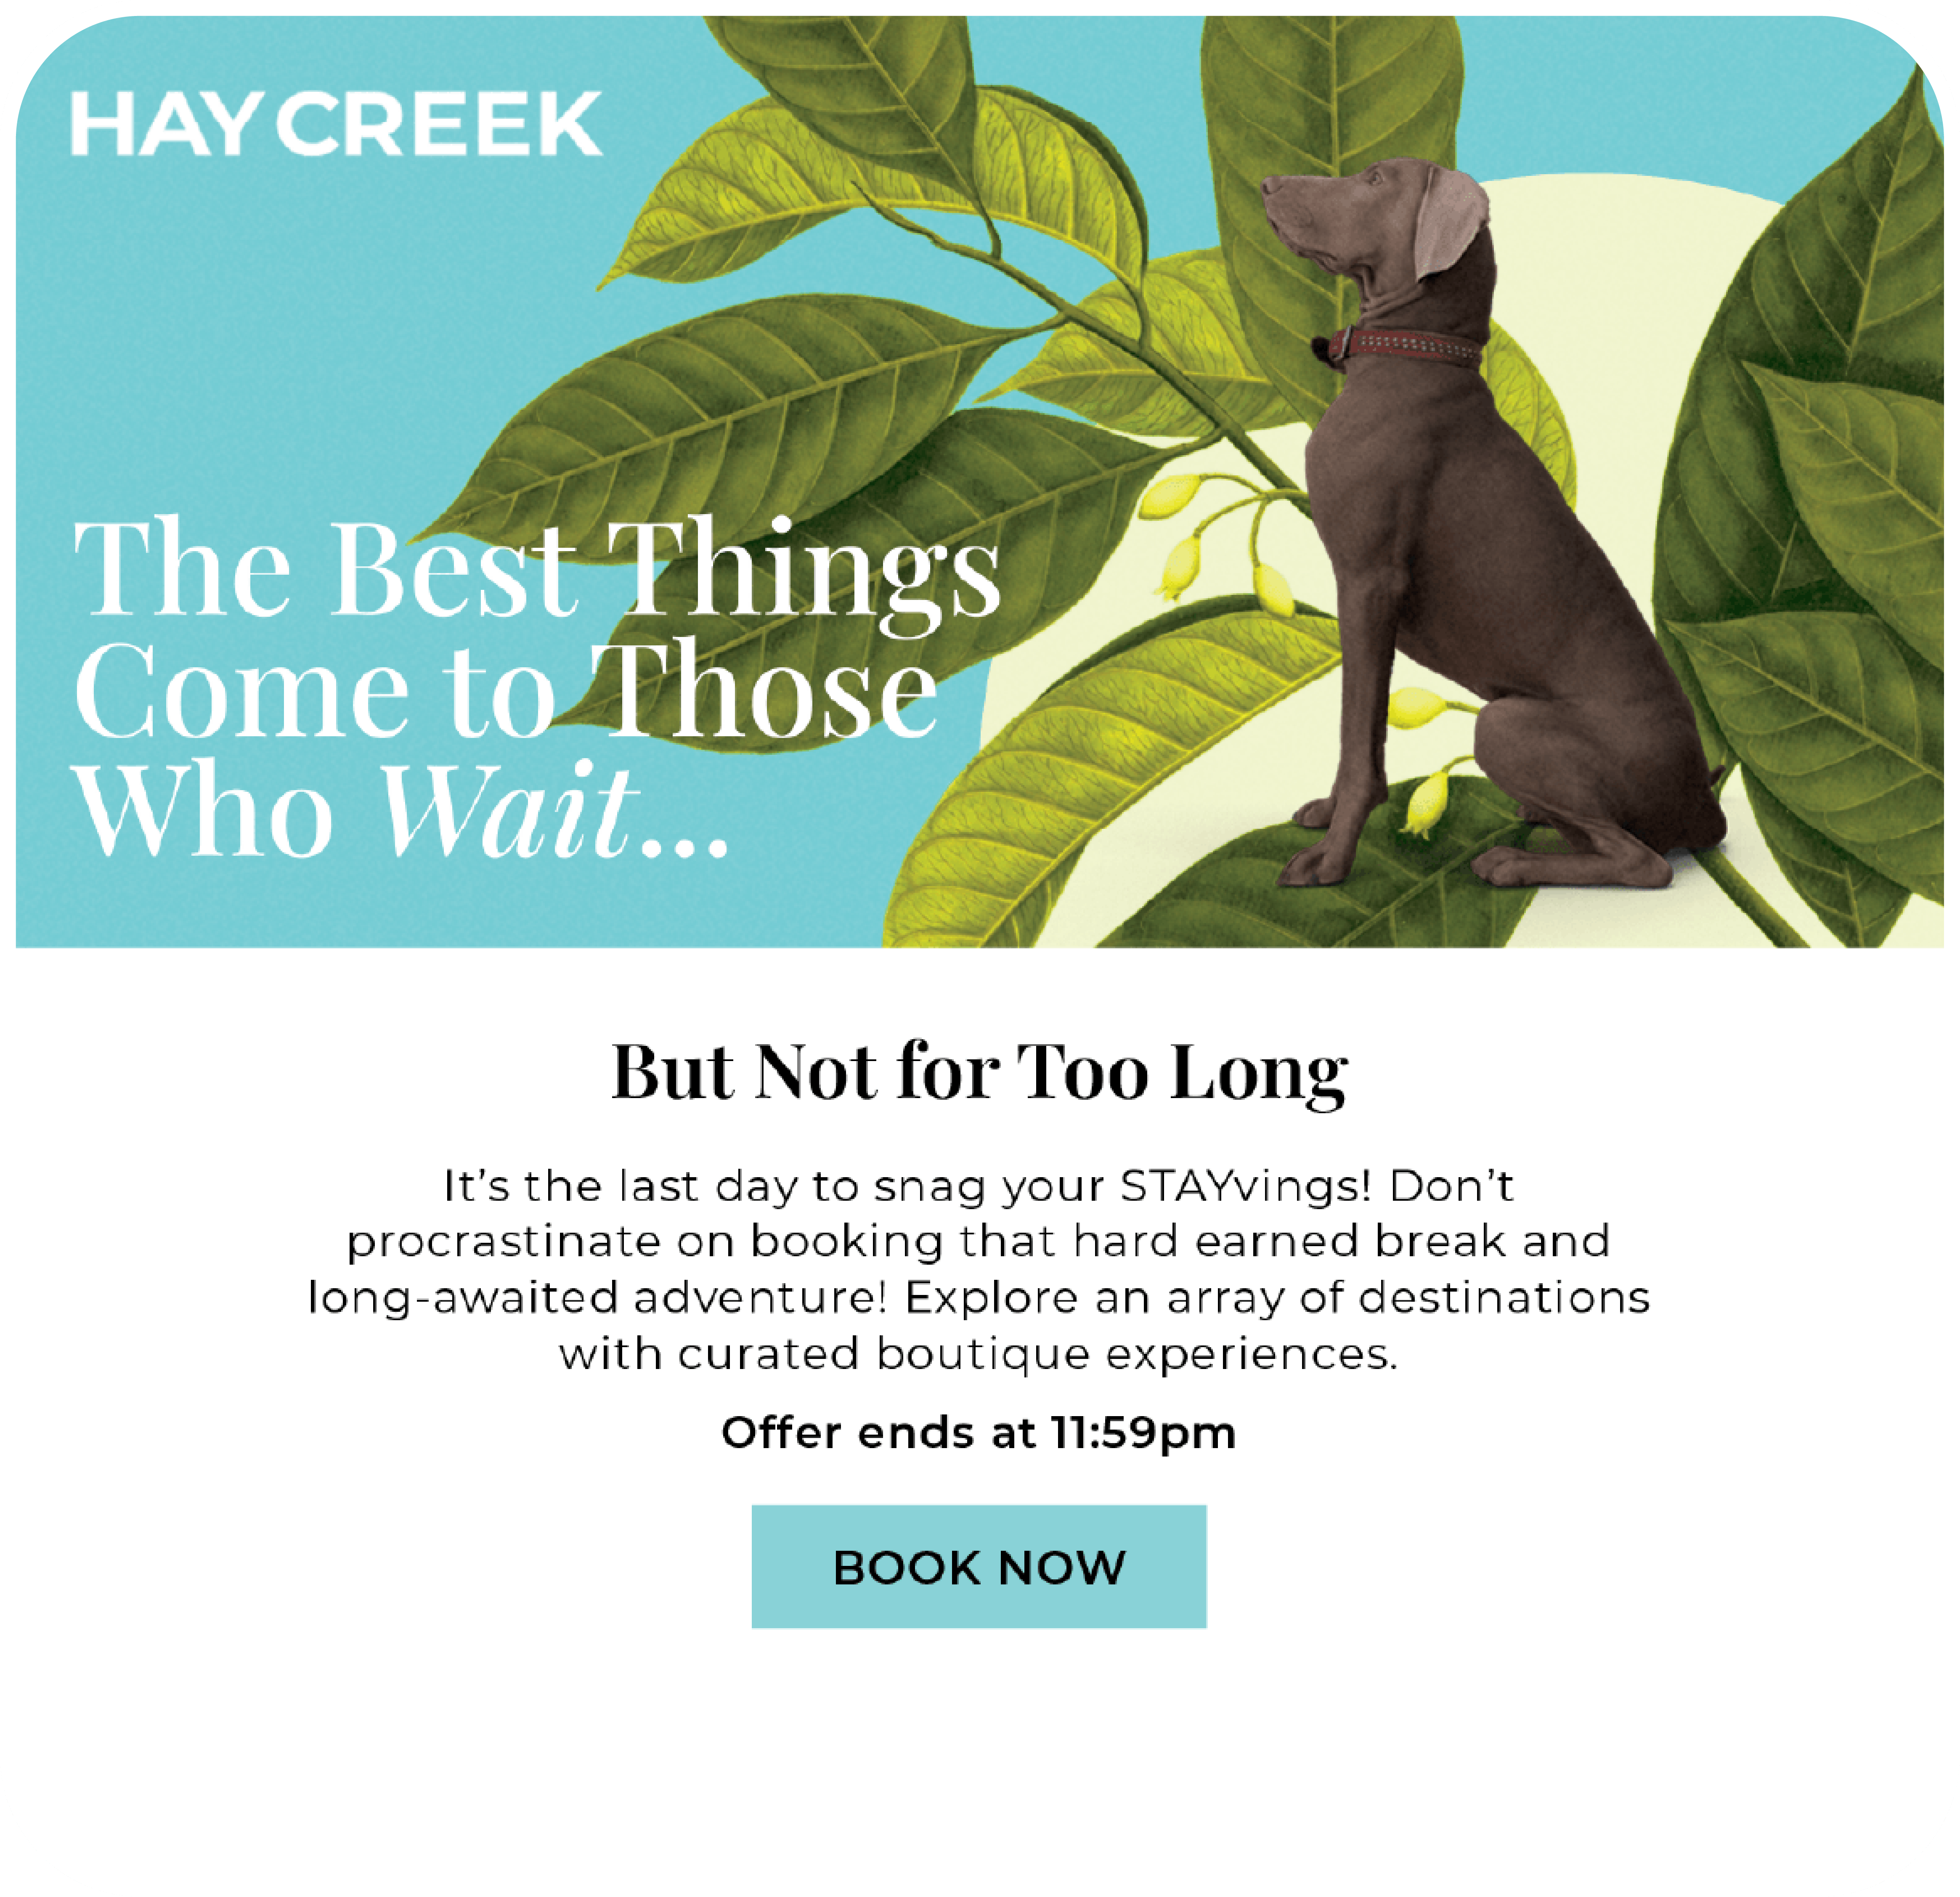 HAY CREEK
The Best Things
Come to Those
Who Wait...
But Not for Too Long
It’s the last day to snag your STAYvings! Don’t
procrastinate on booking that hard earned break and
long-awaited adventure! Explore an array of destinations
with curated boutique experiences.
Offer ends at 11:59pm
BOOK NOW